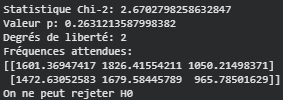 Statistique Chi-2: 2.6702798258632847
Valeur p: 0.2631213587998382
Degrés de liberté: 2
Fréquences attendues:
[[1601.36947417 1826.41554211 1050.21498371]
 [1472.63052583 1679.58445789  965.78501629]]
On ne peut rejeter H0